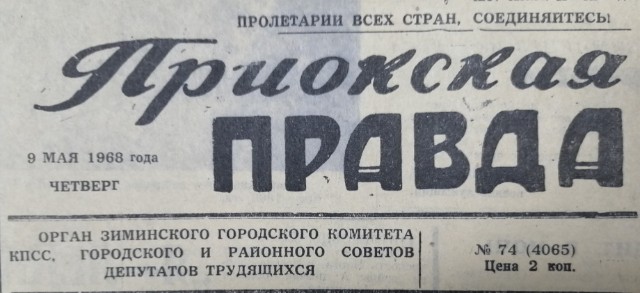 ПРОЛЕТАРИИ ВСЕХ СТРАН, СОЕДИНЯЙТЕСЬ!
Приокская
ПРАВДА
9 МАЯ 1968 года
ЧЕТВЕРГ
ОРГАН ЗИМИНСКОГО ГОРОДСКОГО КОМИТЕТА
КПСС, ГОРОДСКОГО И РАЙОННОГО СОВЕТОВ
ДЕПУТАТОВ ТРУДЯЩИХСЯ
№ 74 (4065)
Цена 2 коп.